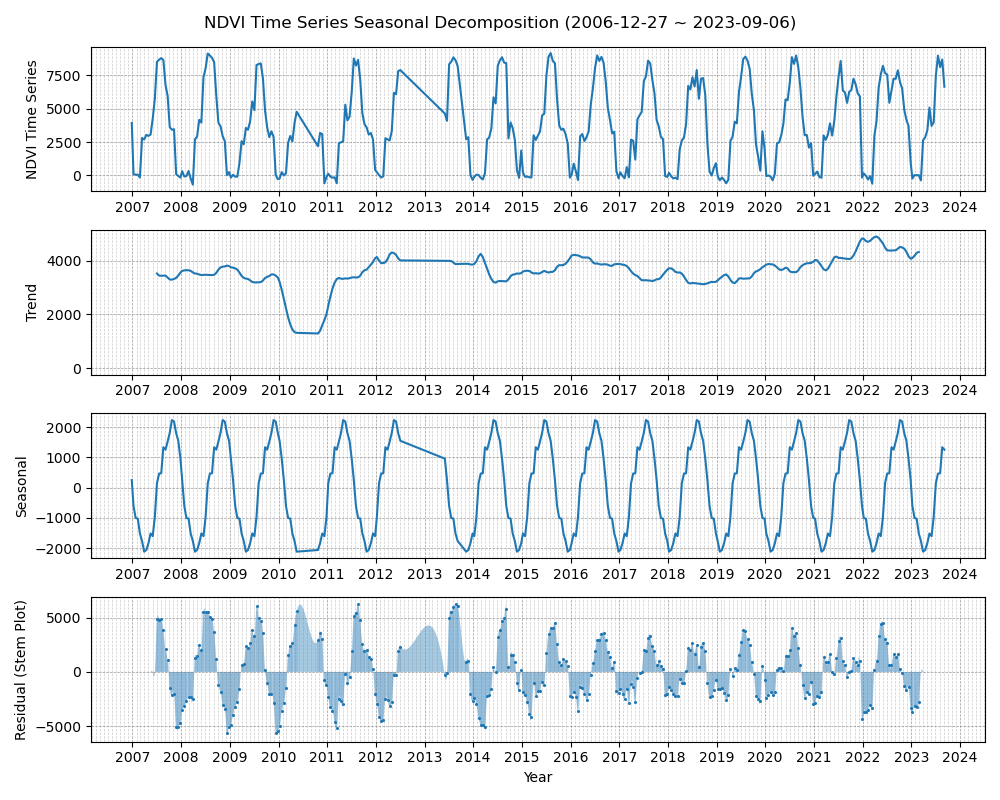 NDVI Time Series Seasonal Decomposition (2006-12-27 ~ 2023-09-06)
NDVI Time Series
7500
5000
2500
0
2007 2008 2009 2010 2011 2012 2013 2014 2015 2016 2017 2018 2019 2020 2021 2022 2023 2024
Trend
4000
2000
0
2007 2008 2009 2010 2011 2012 2013 2014 2015 2016 2017 2018 2019 2020 2021 2022 2023 2024
Seasonal
2000
1000
0
−1000
−2000
2007 2008 2009 2010 2011 2012 2013 2014 2015 2016 2017 2018 2019 2020 2021 2022 2023 2024
Residual (Stem Plot)
5000
0
−5000
2007 2008 2009 2010 2011 2012 2013 2014 2015 2016 2017 2018 2019 2020 2021 2022 2023 2024
Year